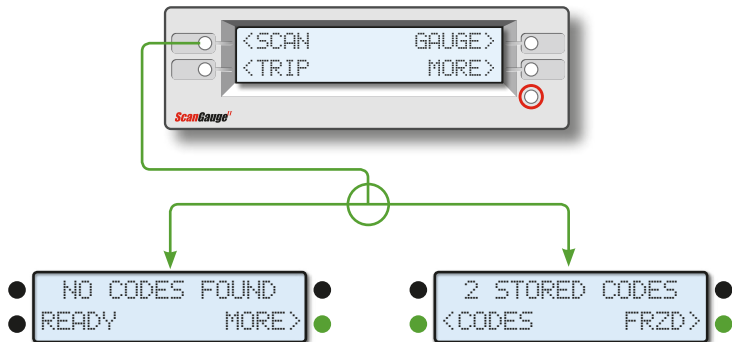 <SCAN GAUGE>
<TRIP MORE>
ScanGauge II
NO CODES FOUND
READY MORE>
2 STORED CODES
<CODES FRZD>